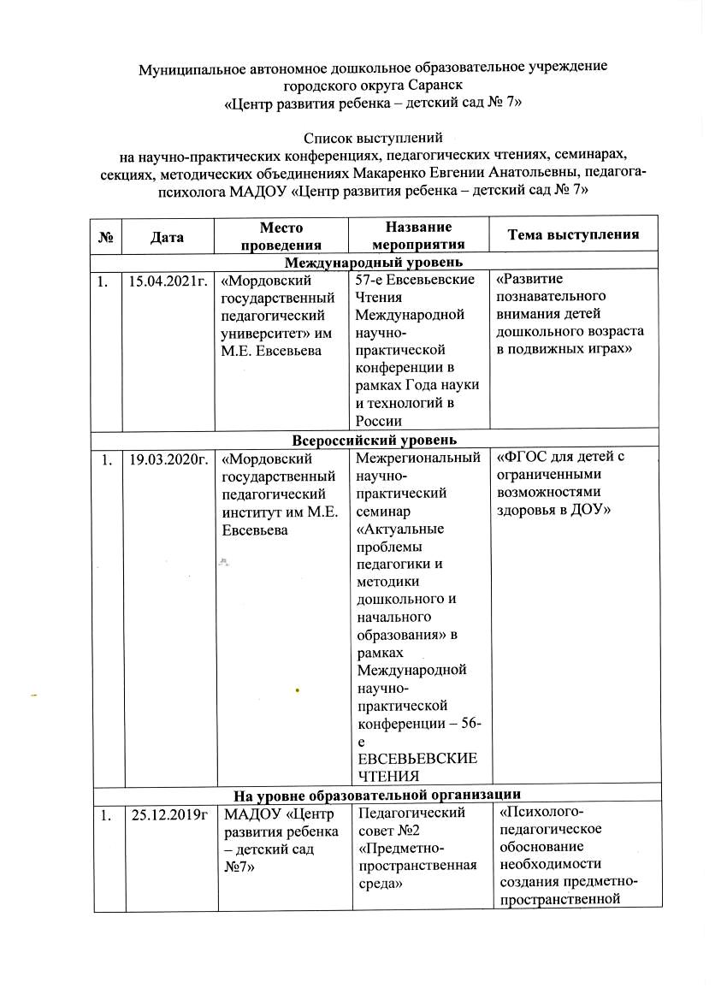 Муниципальное автономное дошкольное образовательное учреждение
городского округа Саранск
«Центр развития ребенка – детский сад № 7»
Список выступлений
на научно-практических конференциях, педагогических чтениях, семинарах,
секциях, методических объединениях Макаренко Евгении Анатольевны, педагога-
психолога МАДОУ «Центр развития ребенка – детский сад № 7»
№
Дата
Место
проведения
Название
мероприятия
Тема выступления
Международный уровень
1.
15.04.2021г.
«Мордовский
государственный
педагогический
университет» им
М.Е. Евсевьева
57-е Евсевьевские
Чтения
Международной
научно-
практической
конференции в
рамках Года науки
и технологий в
России
«Развитие
познавательного
внимания детей
дошкольного возраста
в подвижных играх»
Всероссийский уровень
1.
19.03.2020г.
«Мордовский
государственный
педагогический
институт им М.Е.
Евсевьева
Межрегиональный
научно-
практический
семинар
«Актуальные
проблемы
педагогики и
методики
дошкольного и
начального
образования» в
рамках
Международной
научно-
практической
конференции – 56-
е
ЕВСЕВЬЕВСКИЕ
ЧТЕНИЯ
«ФГОС для детей с
ограниченными
возможностями
здоровья в ДОУ»
На уровне образовательной организации
1.
25.12.2019г
МАДОУ «Центр
развития ребенка
– детский сад
№7»
Педагогический
совет №2
«Предметно-
пространственная
среда»
«Психолого-
педагогическое
обоснование
необходимости
создания предметно-
пространственной